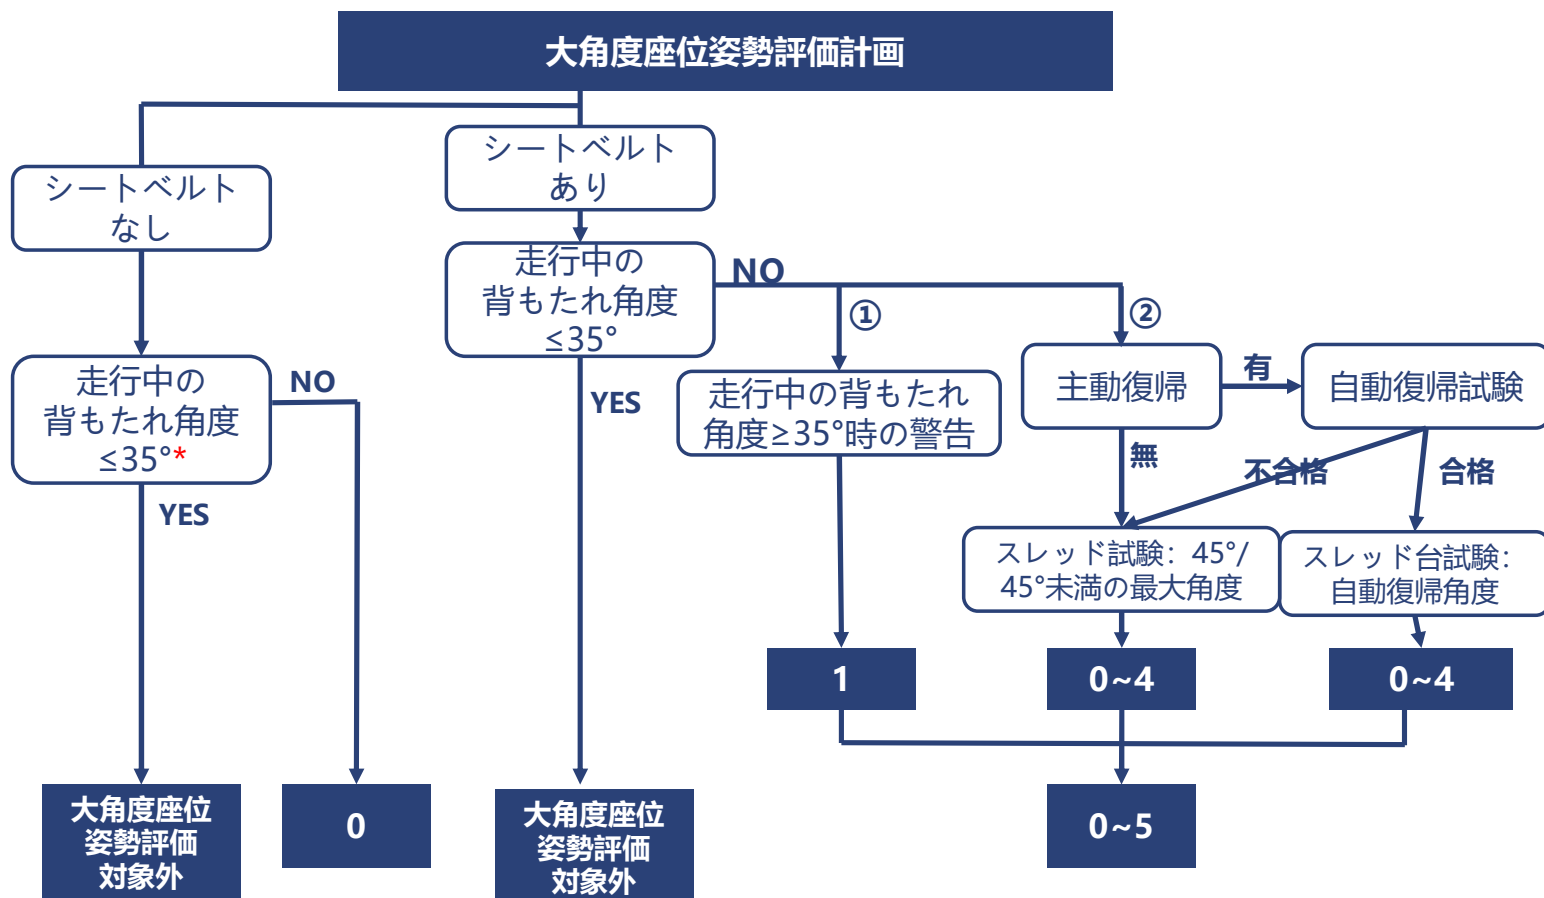 大角度座位姿勢評価計画
シートベルト
なし
シートベルト
あり
走行中の
背もたれ角度
≤35°
NO
①
②
YES
走行中の
背もたれ角度
≤35°*
NO
YES
走行中の背もたれ
角度≥35°時の警告
主動復帰
有
自動復帰試験
無
不合格
合格
スレッド試験：45°/
45°未満の最大角度
スレッド台試験：
自動復帰角度
1
0~4
0~4
大角度座位
姿勢評価
対象外
0
大角度座位
姿勢評価
対象外
0~5